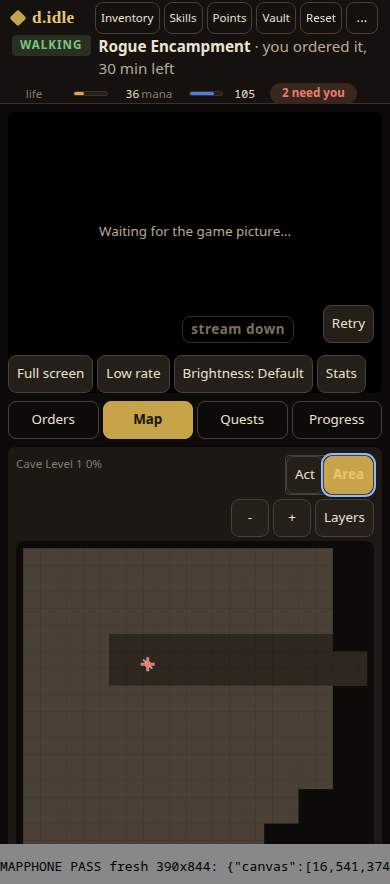 d.idle Inventory Skills Points Vault Reset ...
WALKING Rogue Encampment · you ordered it,
30 min left
life 36 mana 105 2 need you
Waiting for the game picture...
stream down Retry
Full screen Low rate Brightness: Default Stats
Orders Map Quests Progress
Cave Level 1 0% Act Area
- + Layers
MAPPHONE PASS fresh 390x844: {"canvas":[16,541,374